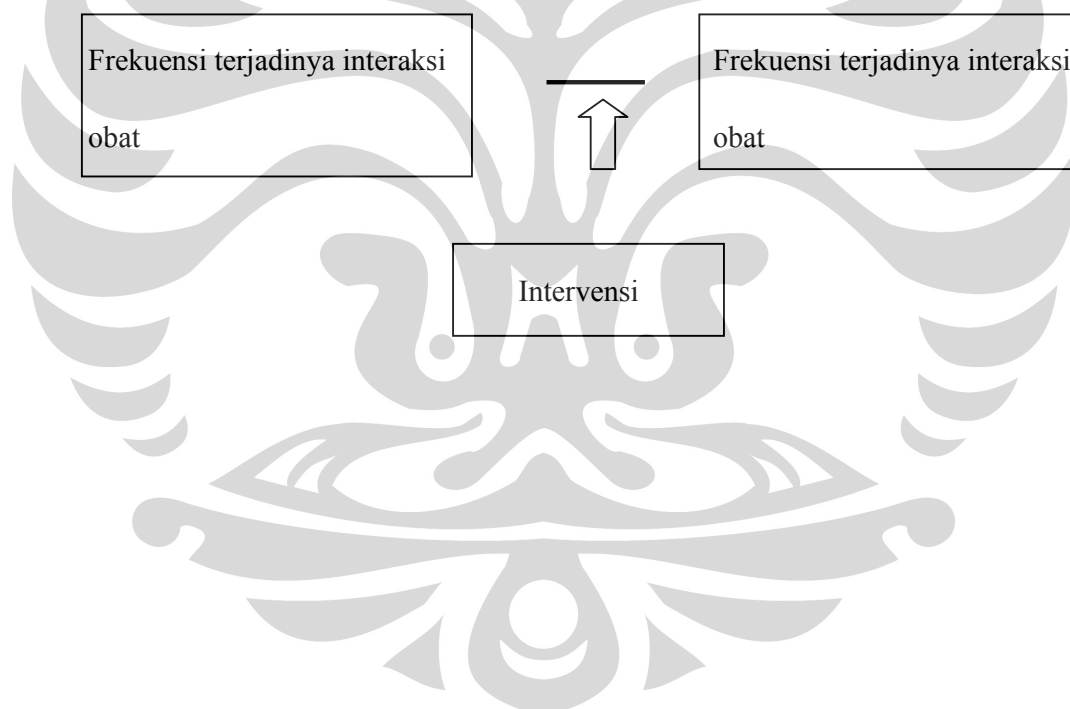 Frekuensi terjadinya interaksi
obat
Frekuensi terjadinya interaksi
obat
Intervensi